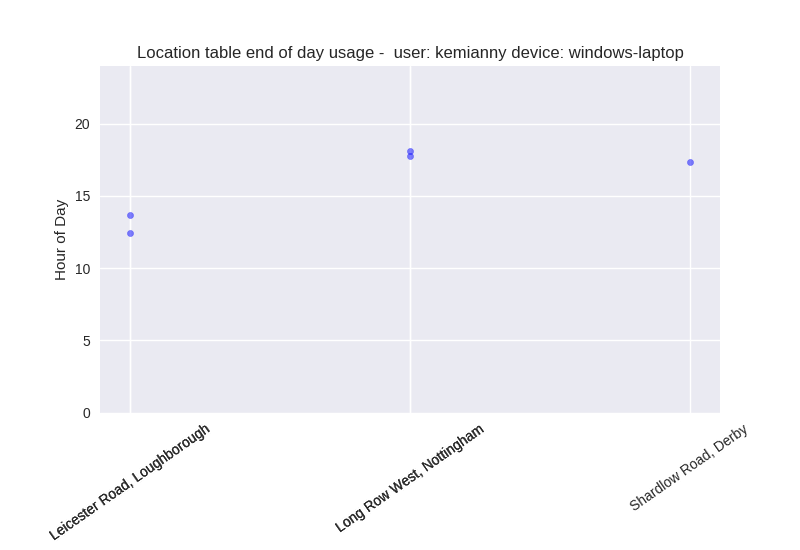 Location table end of day usage -  user: kemianny device: windows-laptop
20
15
10
5
0
Hour of Day
Leicester Road, Loughborough
Long Row West, Nottingham
Shardlow Road, Derby